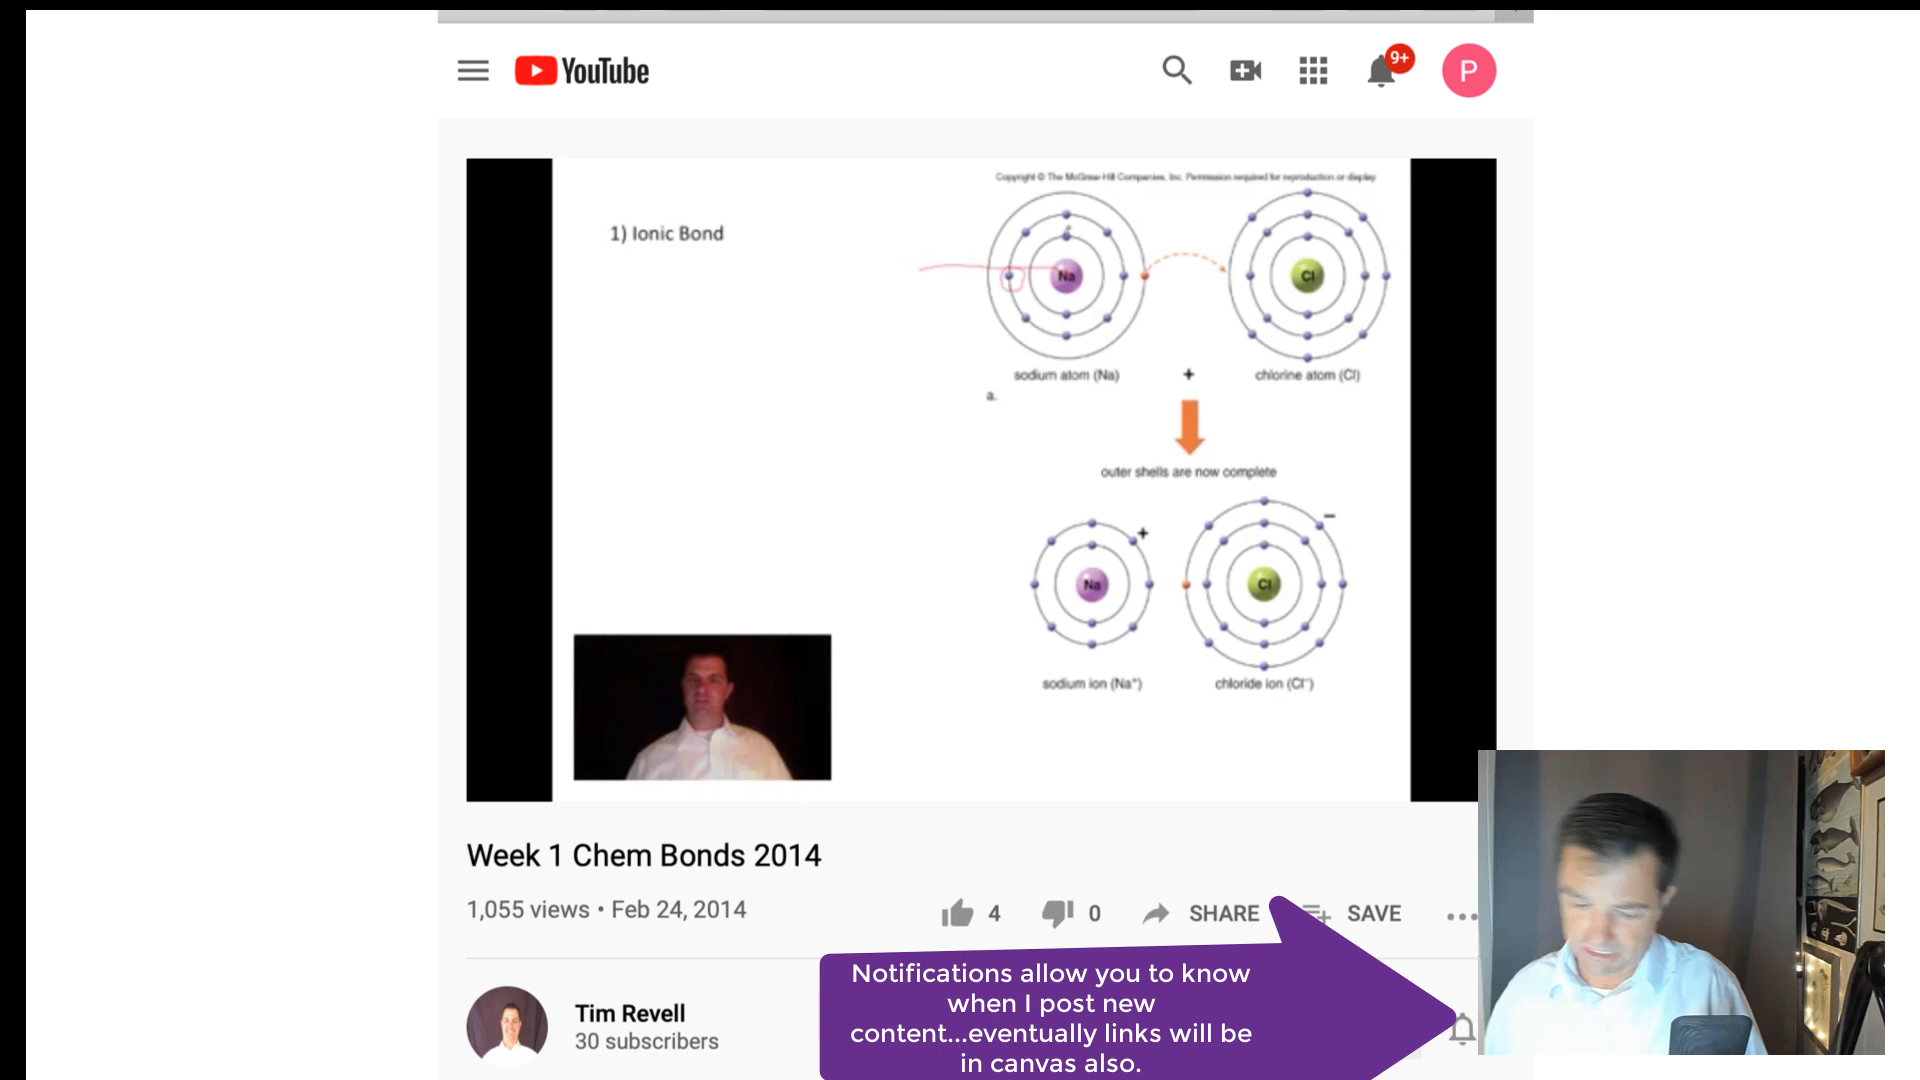 YouTube
9+
P
Copyright © The McGraw-Hill Companies, Inc. Permission required for reproduction or display
1) Ionic Bond
Na
Cl
sodium atom (Na)
+
chlorine atom (Cl)
a.
outer shells are now complete
+
−
Na
Cl
sodium ion (Na⁺)
chloride ion (Cl⁻)
Week 1 Chem Bonds 2014
1,055 views • Feb 24, 2014
4
0
SHARE
SAVE
Notifications allow you to know
when I post new
content...eventually links will be
in canvas also.
Tim Revell
30 subscribers